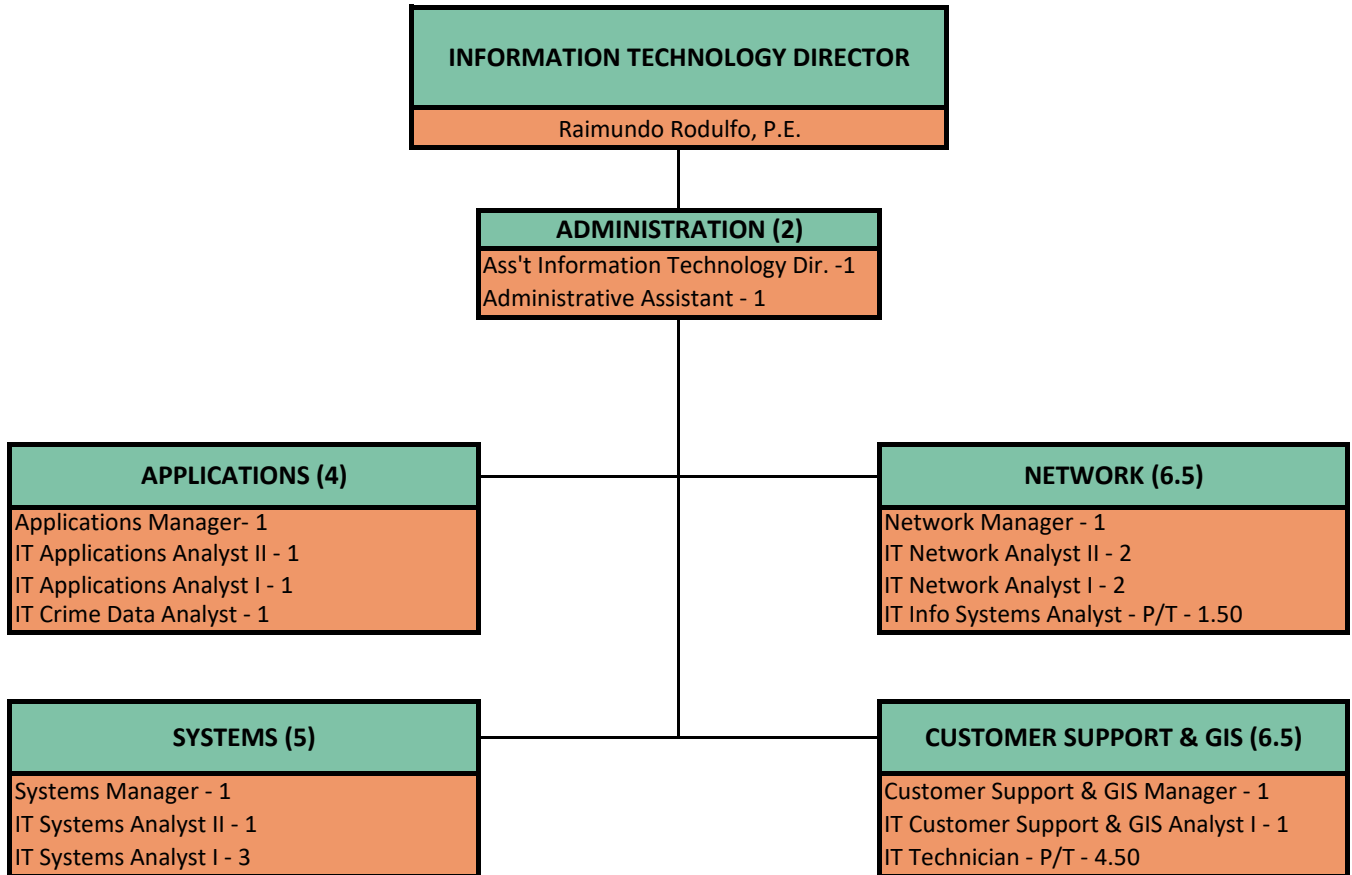 INFORMATION TECHNOLOGY DIRECTOR
Raimundo Rodulfo, P.E.
ADMINISTRATION (2)
Ass't Information Technology Dir. -1
Administrative Assistant - 1
APPLICATIONS (4)
Applications Manager- 1
IT Applications Analyst II - 1
IT Applications Analyst I - 1
IT Crime Data Analyst - 1
NETWORK (6.5)
Network Manager - 1
IT Network Analyst II - 2
IT Network Analyst I - 2
IT Info Systems Analyst - P/T - 1.50
SYSTEMS (5)
Systems Manager - 1
IT Systems Analyst II - 1
IT Systems Analyst I - 3
CUSTOMER SUPPORT & GIS (6.5)
Customer Support & GIS Manager - 1
IT Customer Support & GIS Analyst I - 1
IT Technician - P/T - 4.50